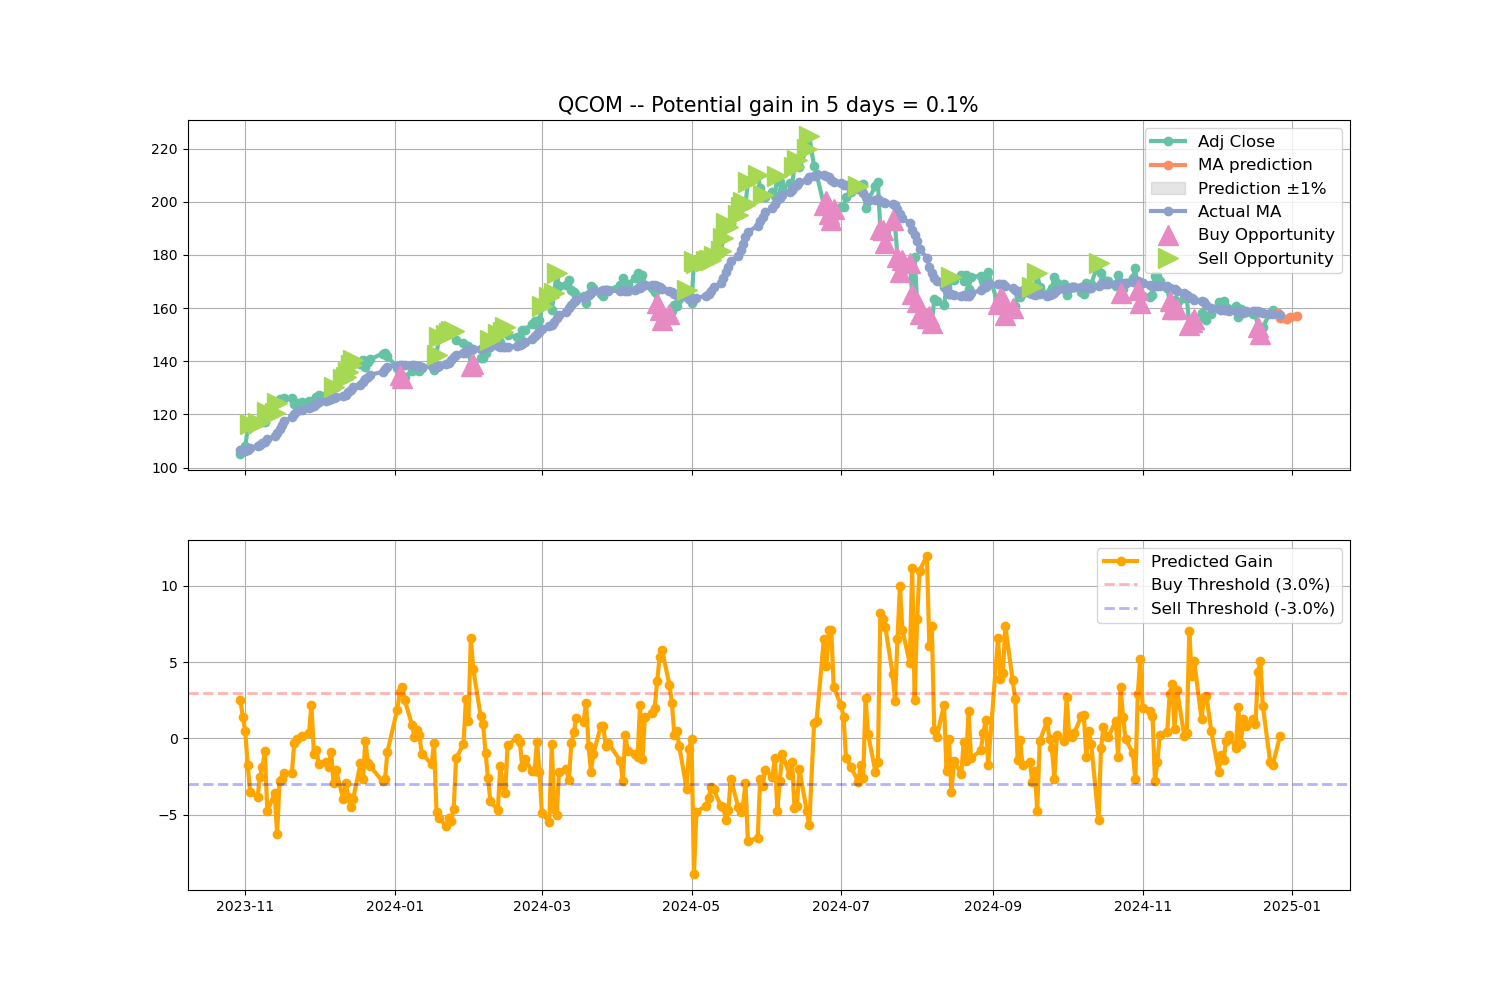 QCOM -- Potential gain in 5 days = 0.1%
220
200
180
160
140
120
100
Adj Close
MA prediction
Prediction ±1%
Actual MA
Buy Opportunity
Sell Opportunity
10
5
0
−5
Predicted Gain
Buy Threshold (3.0%)
Sell Threshold (-3.0%)
2023-11 2024-01 2024-03 2024-05 2024-07 2024-09 2024-11 2025-01